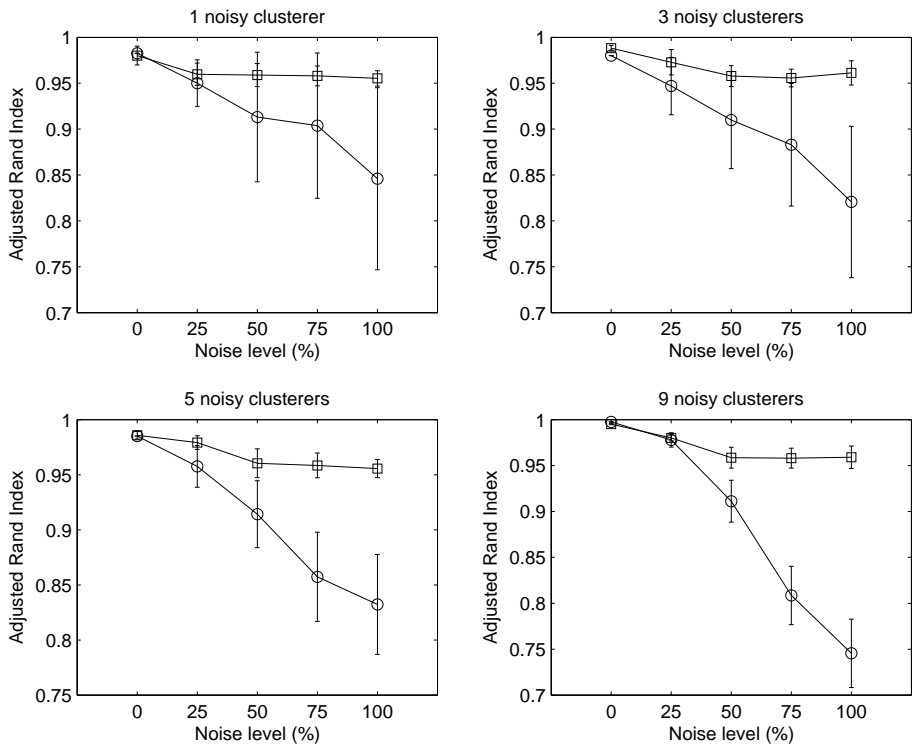 1 noisy clusterer
1
0.95
0.9
0.85
0.8
0.75
0.7
Adjusted Rand Index
0 25 50 75 100
Noise level (%)
3 noisy clusterers
1
0.95
0.9
0.85
0.8
0.75
0.7
Adjusted Rand Index
0 25 50 75 100
Noise level (%)
5 noisy clusterers
1
0.95
0.9
0.85
0.8
0.75
Adjusted Rand Index
0 25 50 75 100
Noise level (%)
9 noisy clusterers
1
0.95
0.9
0.85
0.8
0.75
0.7
Adjusted Rand Index
0 25 50 75 100
Noise level (%)